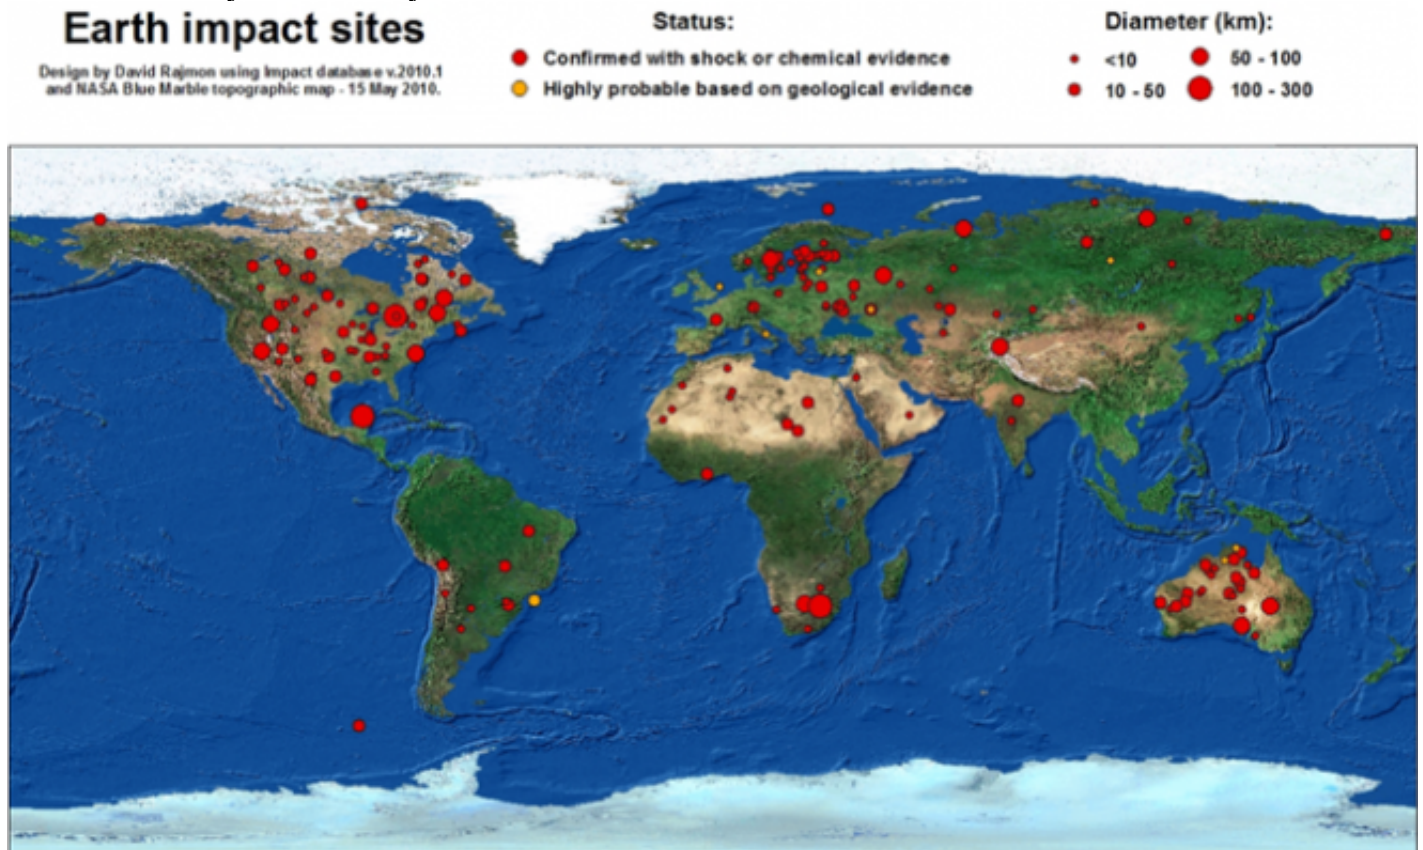 Earth impact sites
Design by David Rajmon using Impact database v.2010.1
and NASA Blue Marble topographic map - 15 May 2010.
Status:
Confirmed with shock or chemical evidence
Highly probable based on geological evidence
Diameter (km):
<10
10 - 50
50 - 100
100 - 300